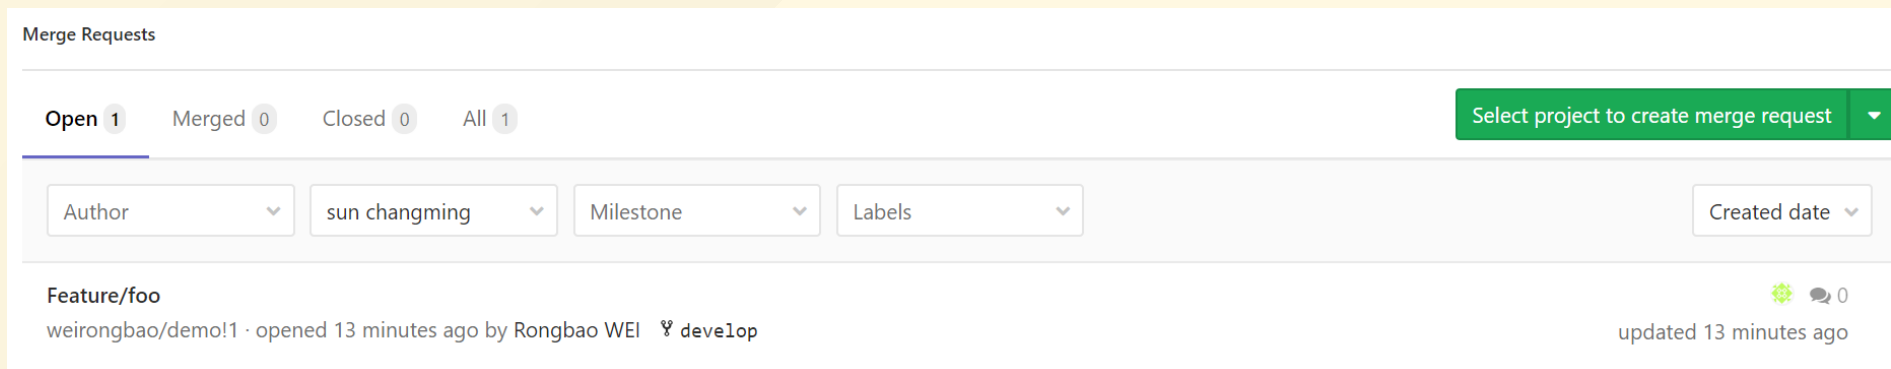 Merge Requests
Open 1 Merged 0 Closed 0 All 1 Select project to create merge request
Author sun changming Milestone Labels Created date
Feature/foo 0
weirongbao/demo!1 · opened 13 minutes ago by Rongbao WEI develop updated 13 minutes ago